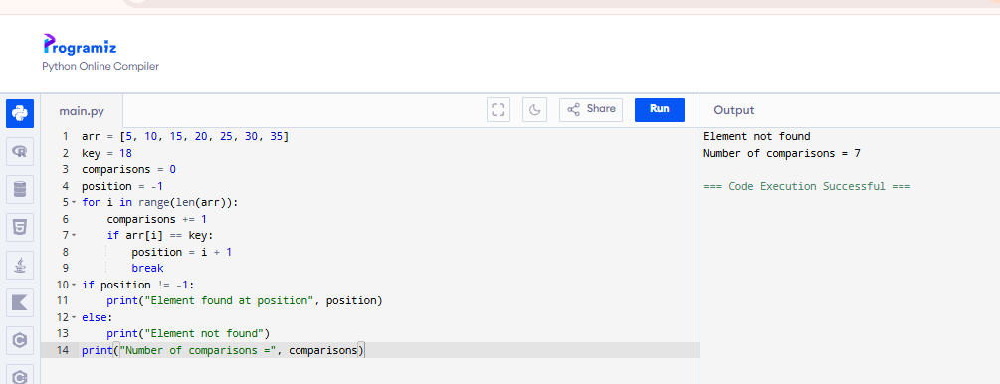 Programiz
Python Online Compiler
main.py
Share
Run
Output
1 arr = [5, 10, 15, 20, 25, 30, 35]
2 key = 18
3 comparisons = 0
4 position = -1
5 for i in range(len(arr)):
6     comparisons += 1
7     if arr[i] == key:
8         position = i + 1
9         break
10 if position != -1:
11     print("Element found at position", position)
12 else:
13     print("Element not found")
14 print("Number of comparisons =", comparisons)
Element not found
Number of comparisons = 7
=== Code Execution Successful ===